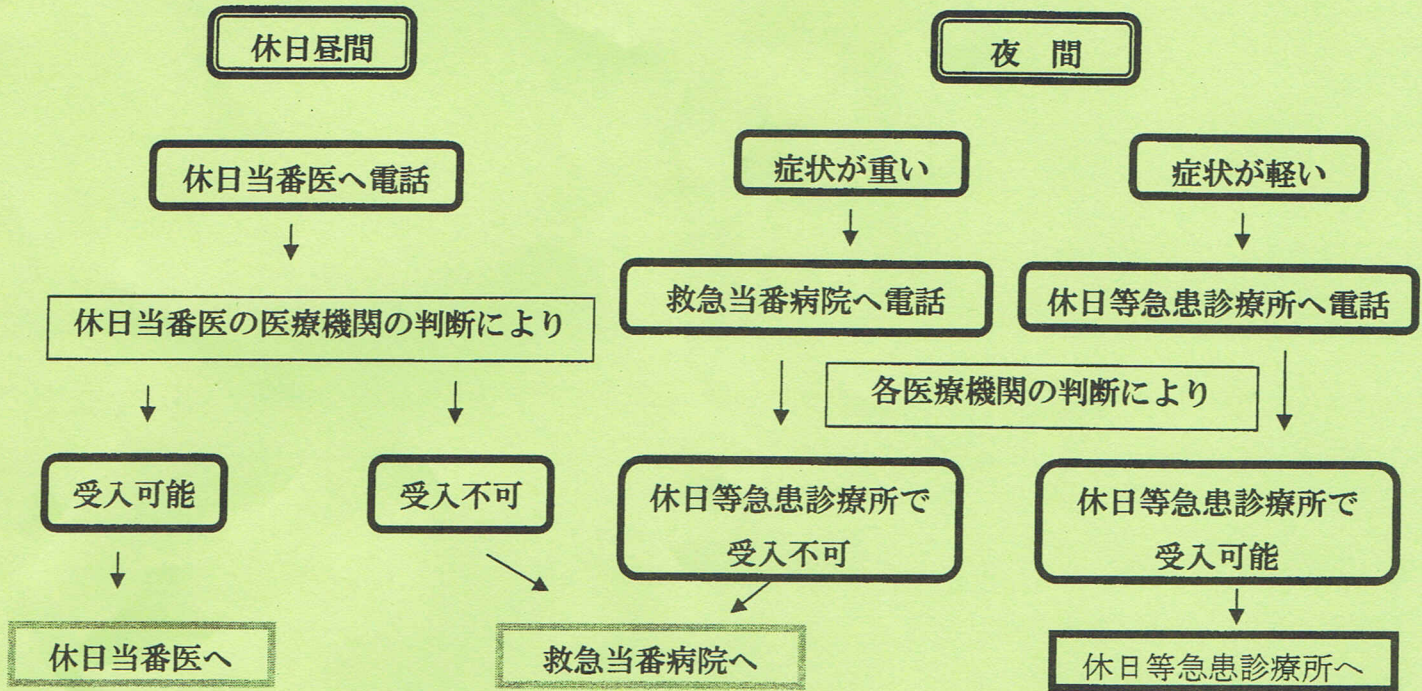 休日昼間
夜　間
休日当番医へ電話
症状が重い
症状が軽い
救急当番病院へ電話
休日等急患診療所へ電話
休日当番医の医療機関の判断により
各医療機関の判断により
受入可能
受入不可
休日等急患診療所で
受入不可
休日等急患診療所で
受入可能
休日当番医へ
救急当番病院へ
休日等急患診療所へ